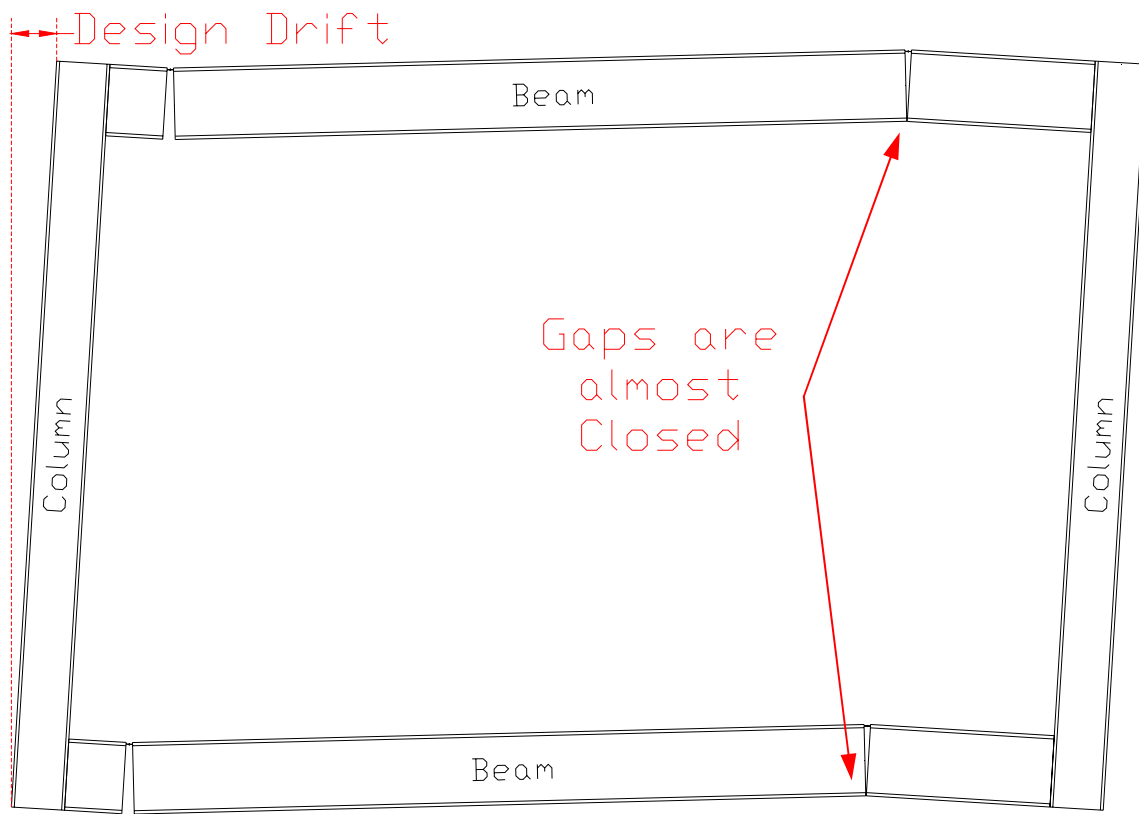 Design Drift
Beam
Gaps are
almost
Closed
Column
Column
Beam